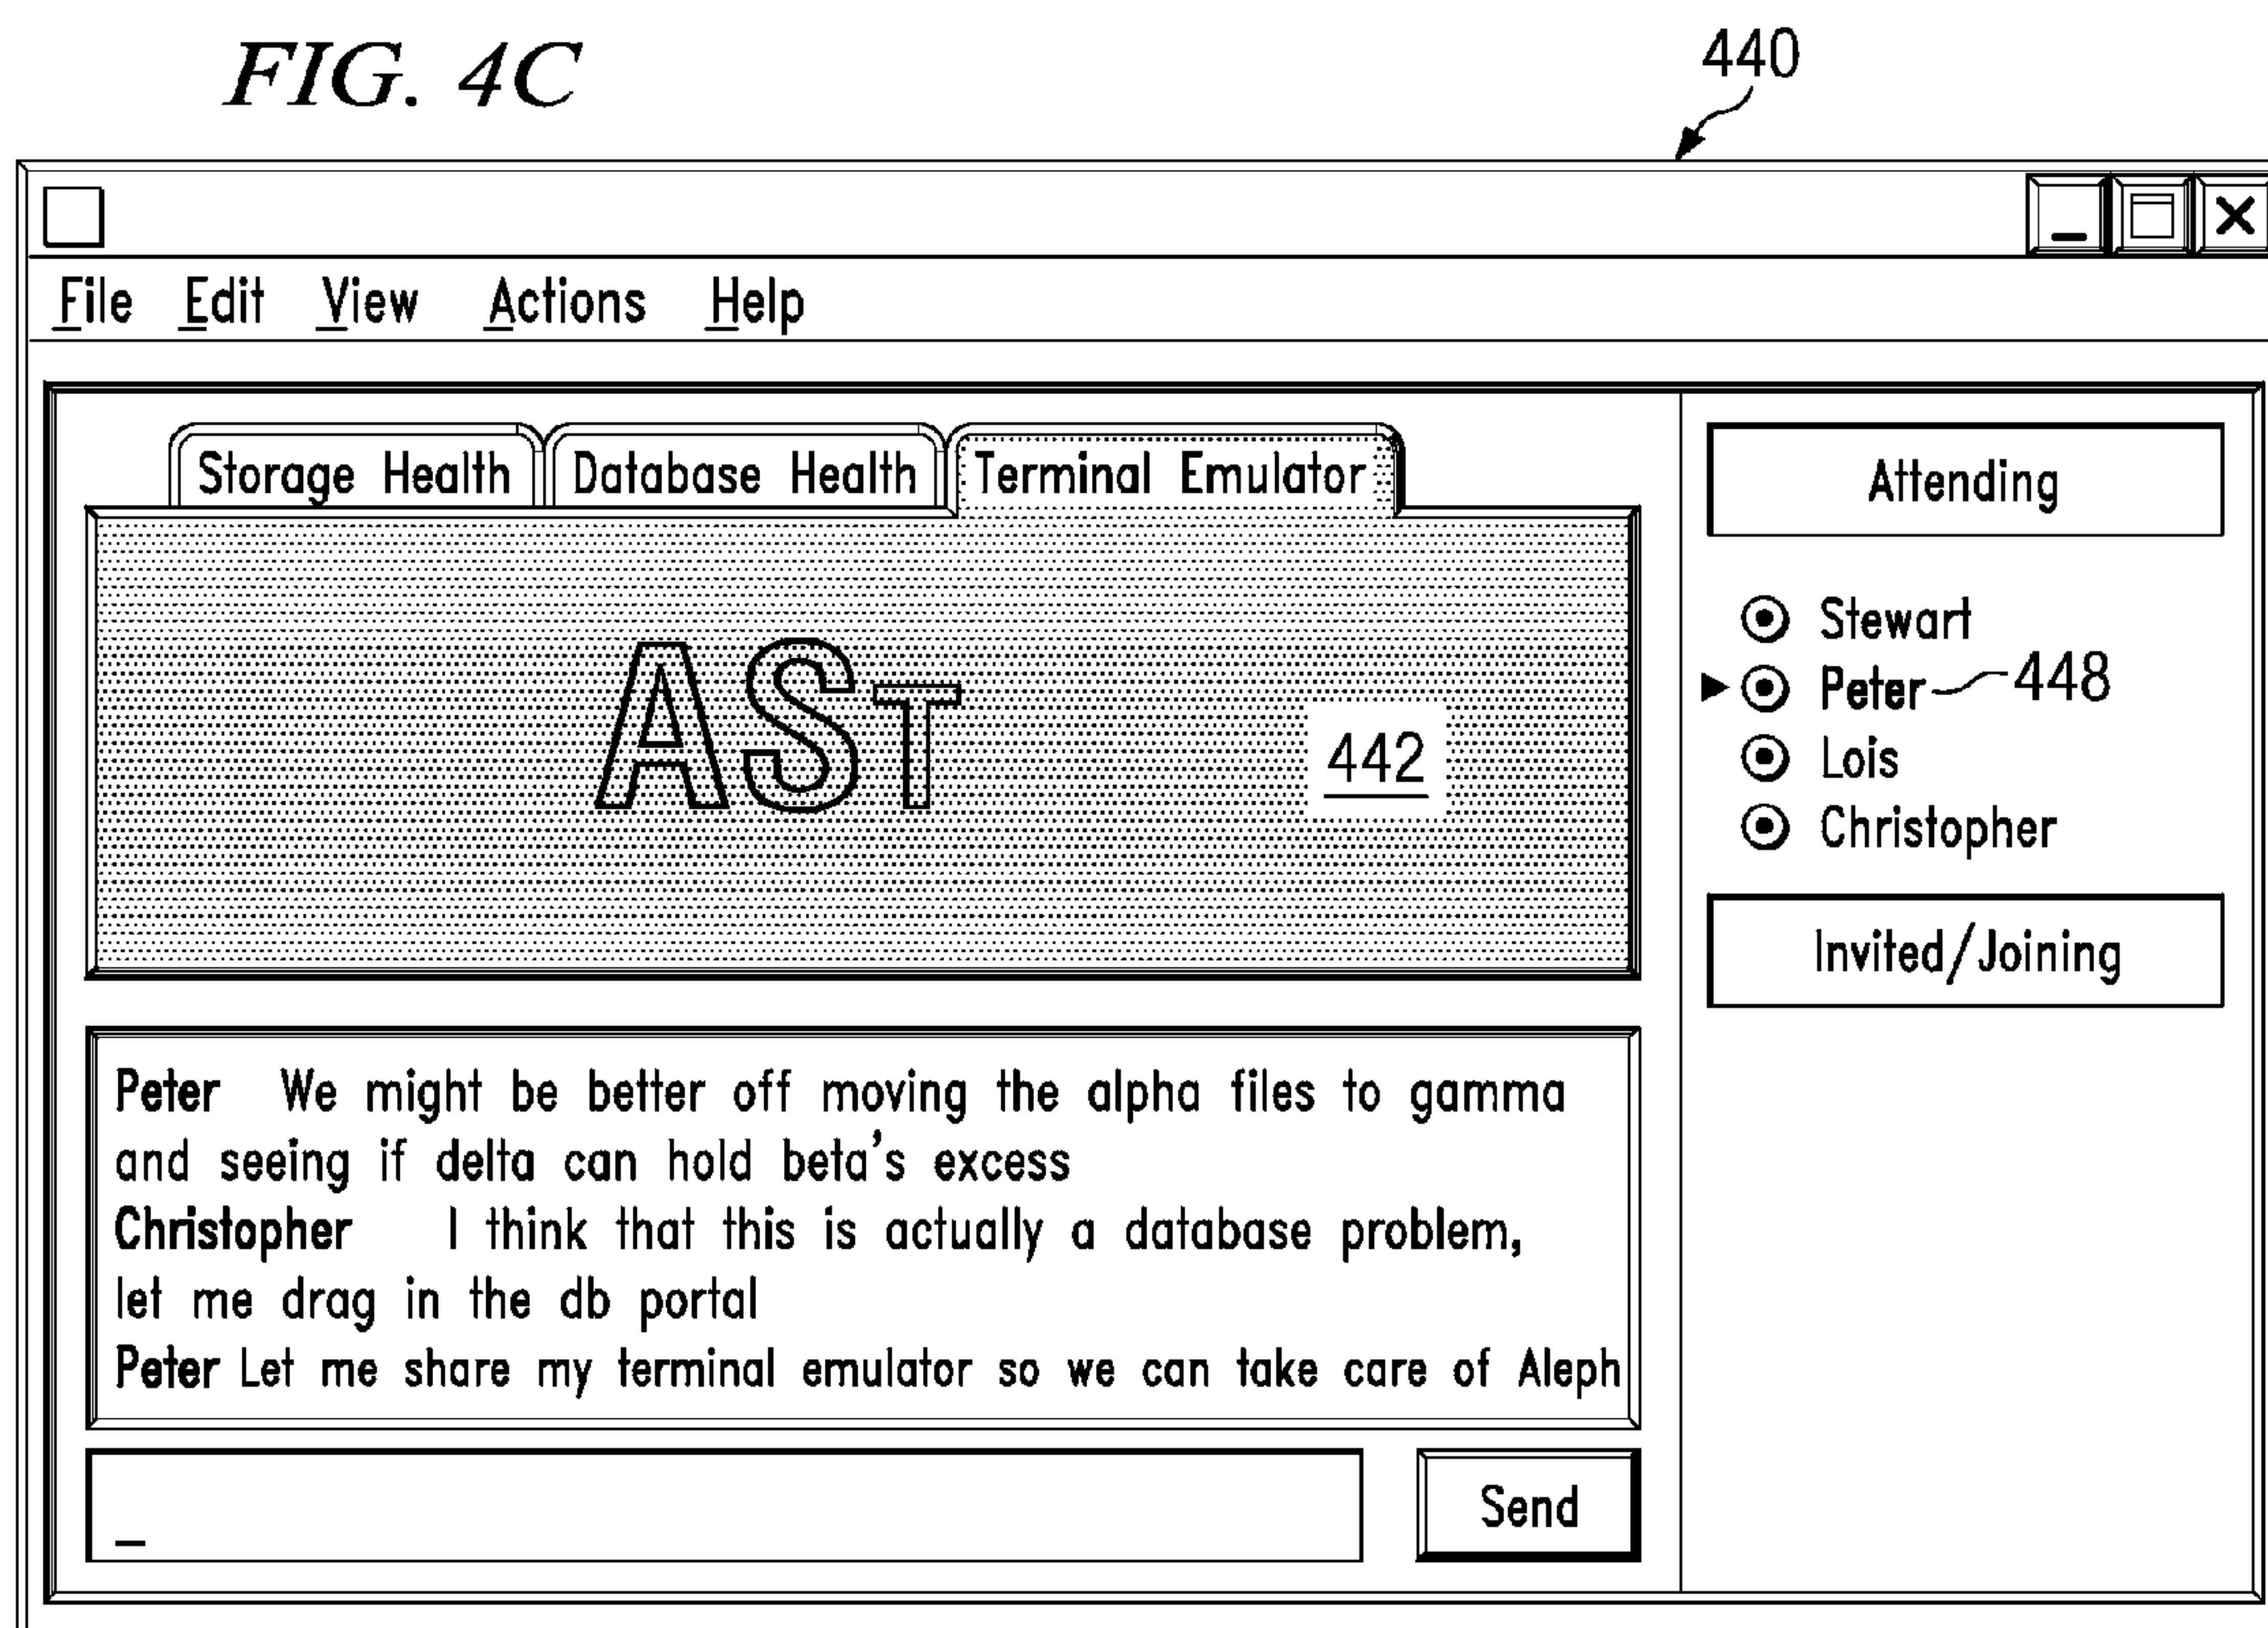 FIG. 4C
440
File Edit View Actions Help
Storage Health Database Health Terminal Emulator
AST
442
Attending
Stewart
Peter 448
Lois
Christopher
Invited/Joining
Peter We might be better off moving the alpha files to gamma
and seeing if delta can hold beta's excess
Christopher I think that this is actually a database problem,
let me drag in the db portal
Peter Let me share my terminal emulator so we can take care of Aleph
_
Send